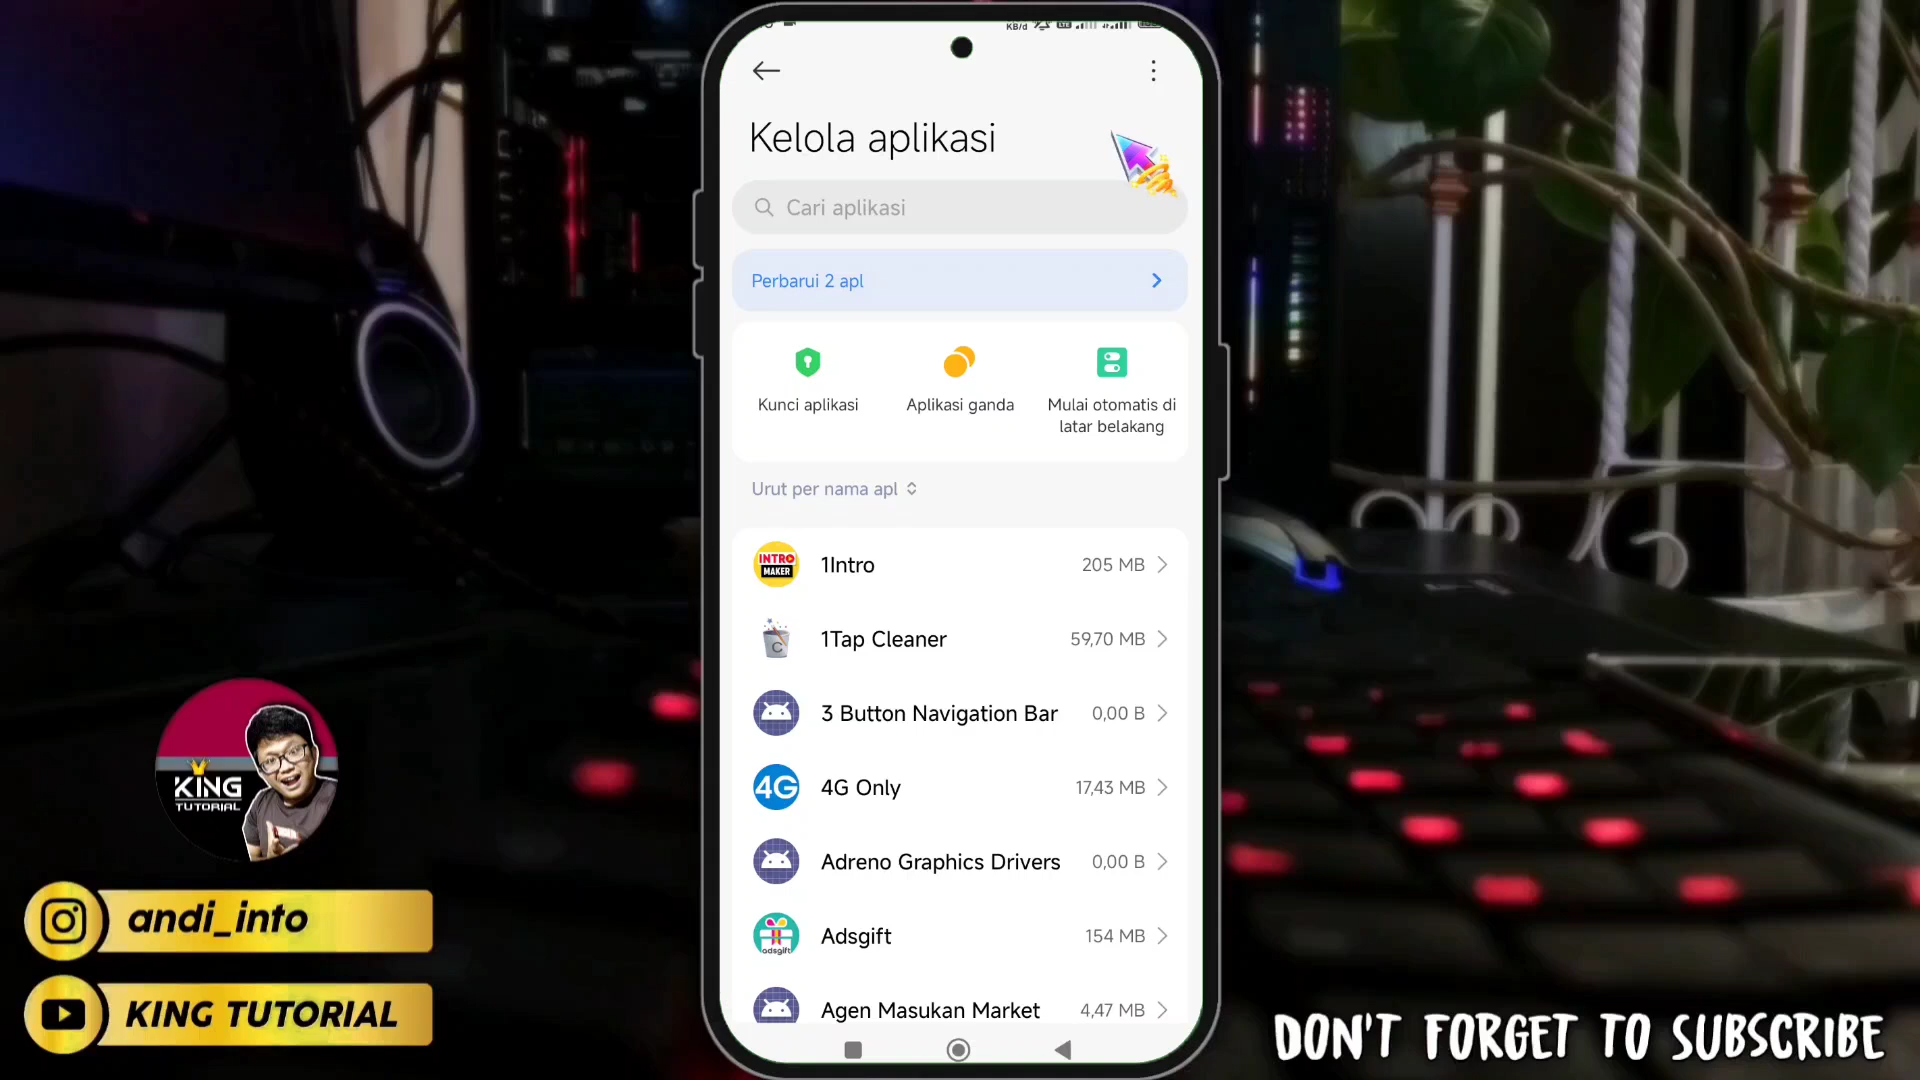 KB/d
Kelola aplikasi
Cari aplikasi
Perbarui 2 apl
Kunci aplikasi
Aplikasi ganda
Mulai otomatis di
latar belakang
Urut per nama apl
INTRO
MAKER
1Intro
205 MB
C
1Tap Cleaner
59,70 MB
3 Button Navigation Bar
0,00 B
4G
4G Only
17,43 MB
Adreno Graphics Drivers
0,00 B
adsgift
Adsgift
154 MB
Agen Masukan Market
4,47 MB
KING
TUTORIAL
andi_info
KING TUTORIAL
DON'T FORGET TO SUBSCRIBE